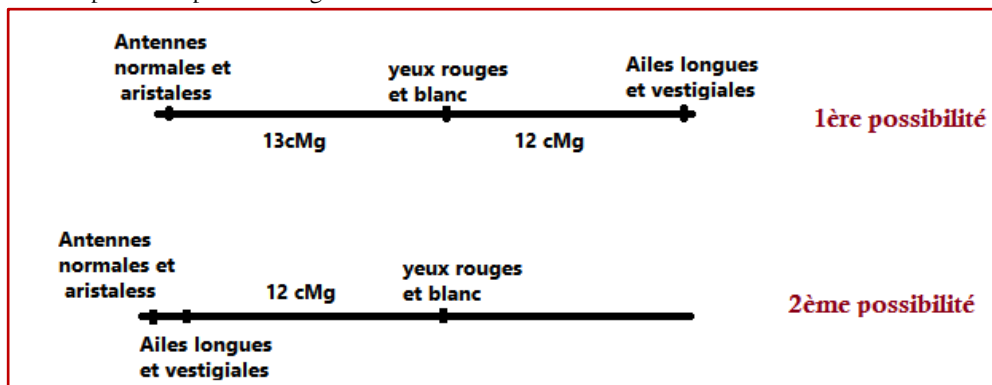 Antennes
normales et
aristaless
yeux rouges
et blanc
Ailes longues
et vestigiales
1ère possibilité
13cMg
12 cMg
Antennes
normales et
aristaless
12 cMg
yeux rouges
et blanc
2ème possibilité
Ailes longues
et vestigiales